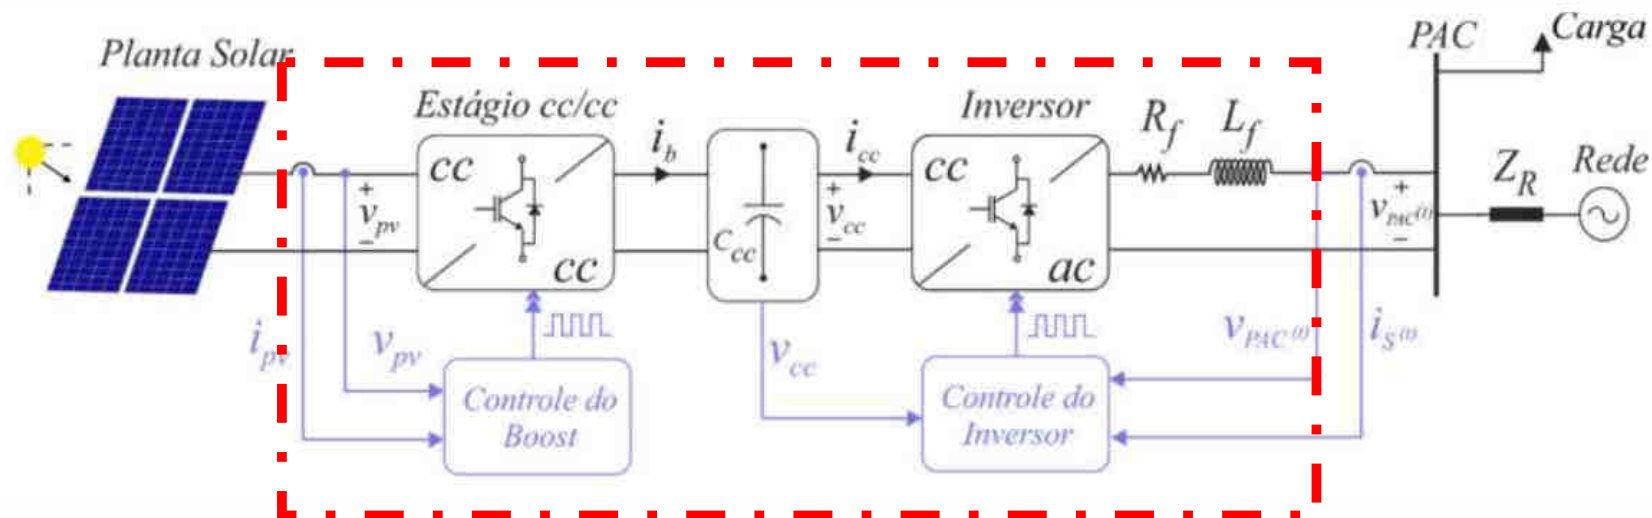 Planta Solar
Estágio cc/cc
Inversor
PAC
Carga
cc
cc
i_b
C_cc
i_cc
+
v_pv
−
+
v_cc
−
cc
ac
R_f
L_f
+
v_PAC(t)
−
Z_R
Rede
i_pv
v_pv
v_cc
v_PAC(t)
i_S(t)
Controle do
Boost
Controle do
Inversor